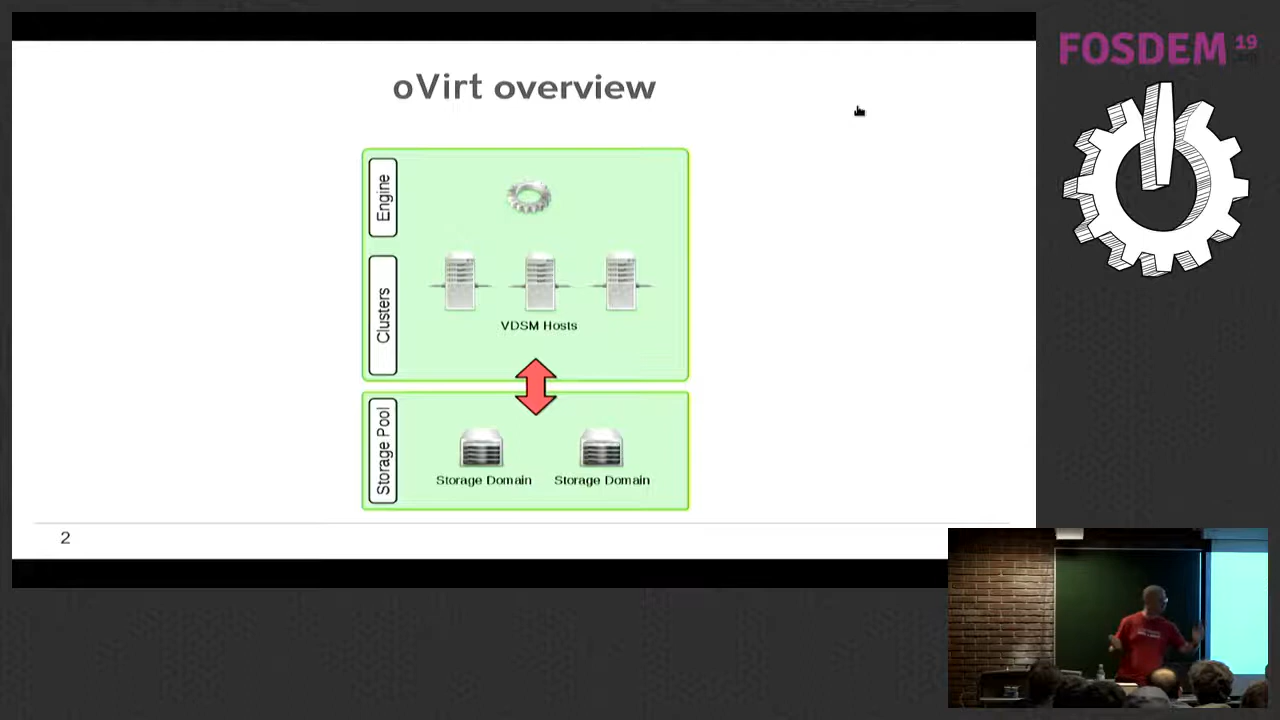 oVirt overview
Engine
Clusters
VDSM Hosts
Storage Pool
Storage Domain
Storage Domain
2
FOSDEM 19